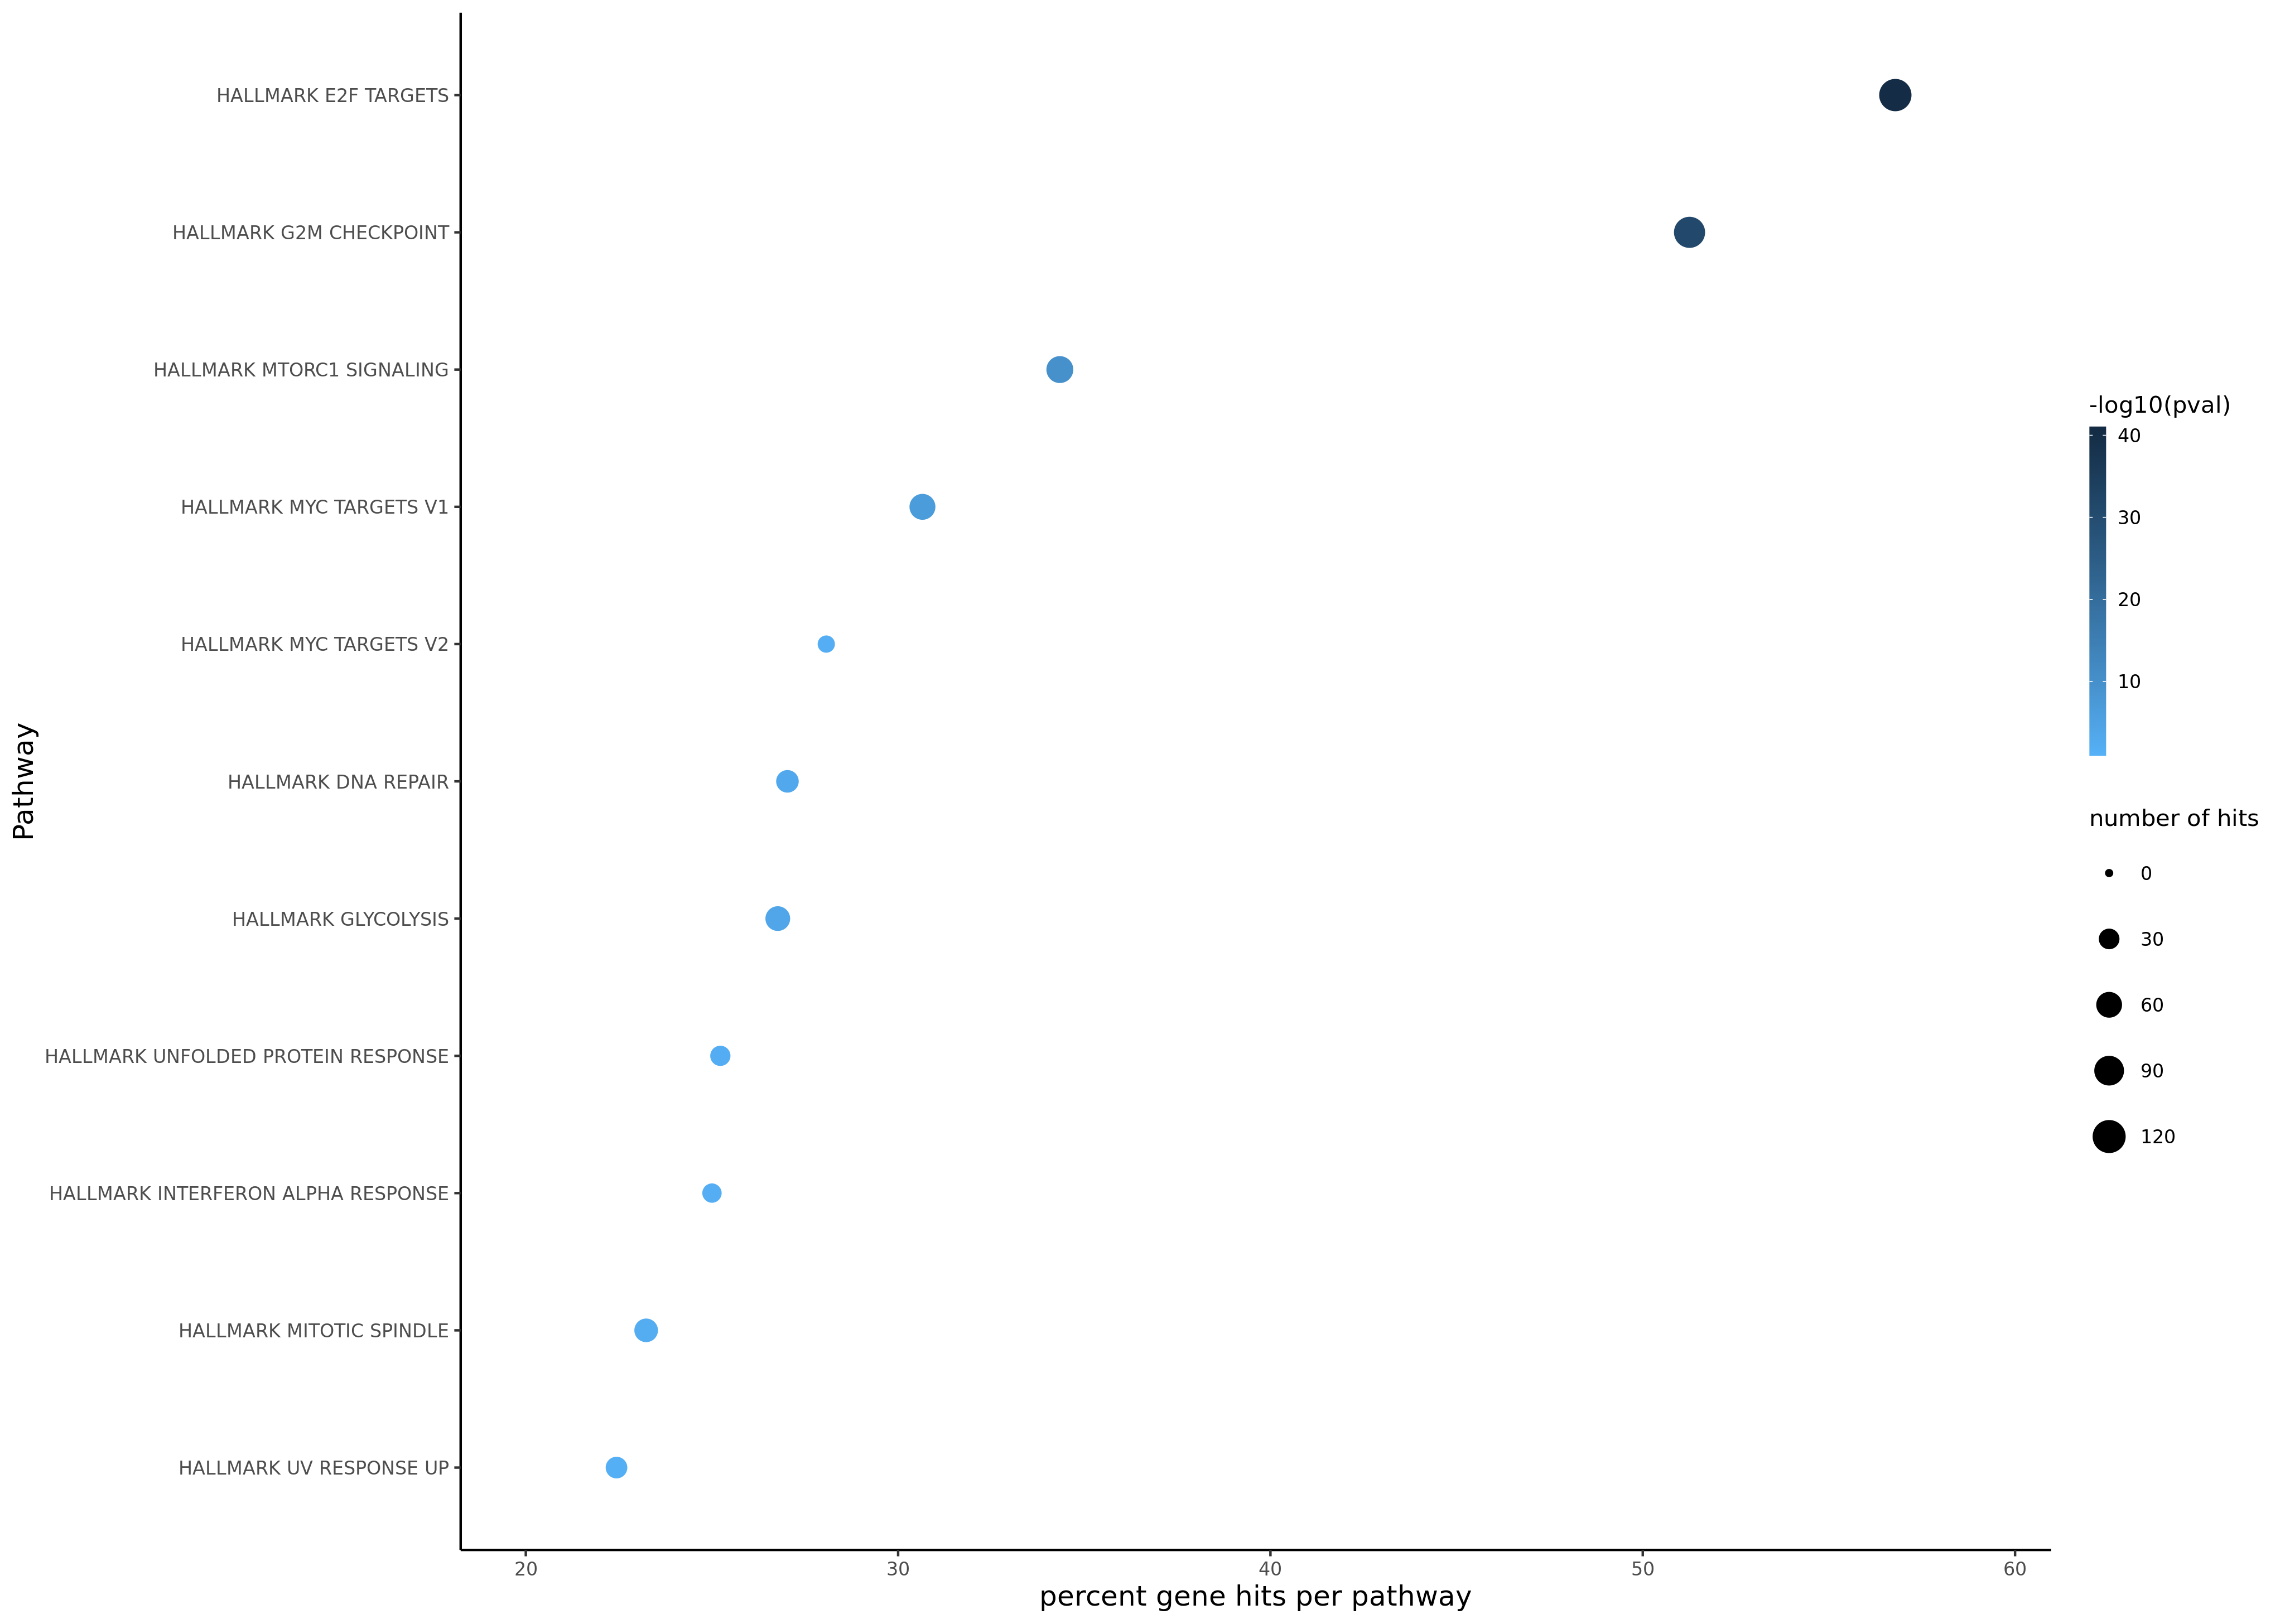 HALLMARK E2F TARGETS
HALLMARK G2M CHECKPOINT
HALLMARK MTORC1 SIGNALING
HALLMARK MYC TARGETS V1
HALLMARK MYC TARGETS V2
HALLMARK DNA REPAIR
HALLMARK GLYCOLYSIS
HALLMARK UNFOLDED PROTEIN RESPONSE
HALLMARK INTERFERON ALPHA RESPONSE
HALLMARK MITOTIC SPINDLE
HALLMARK UV RESPONSE UP
Pathway
20 30 40 50 60
percent gene hits per pathway
-log10(pval)
40
30
20
10
number of hits
0
30
60
90
120